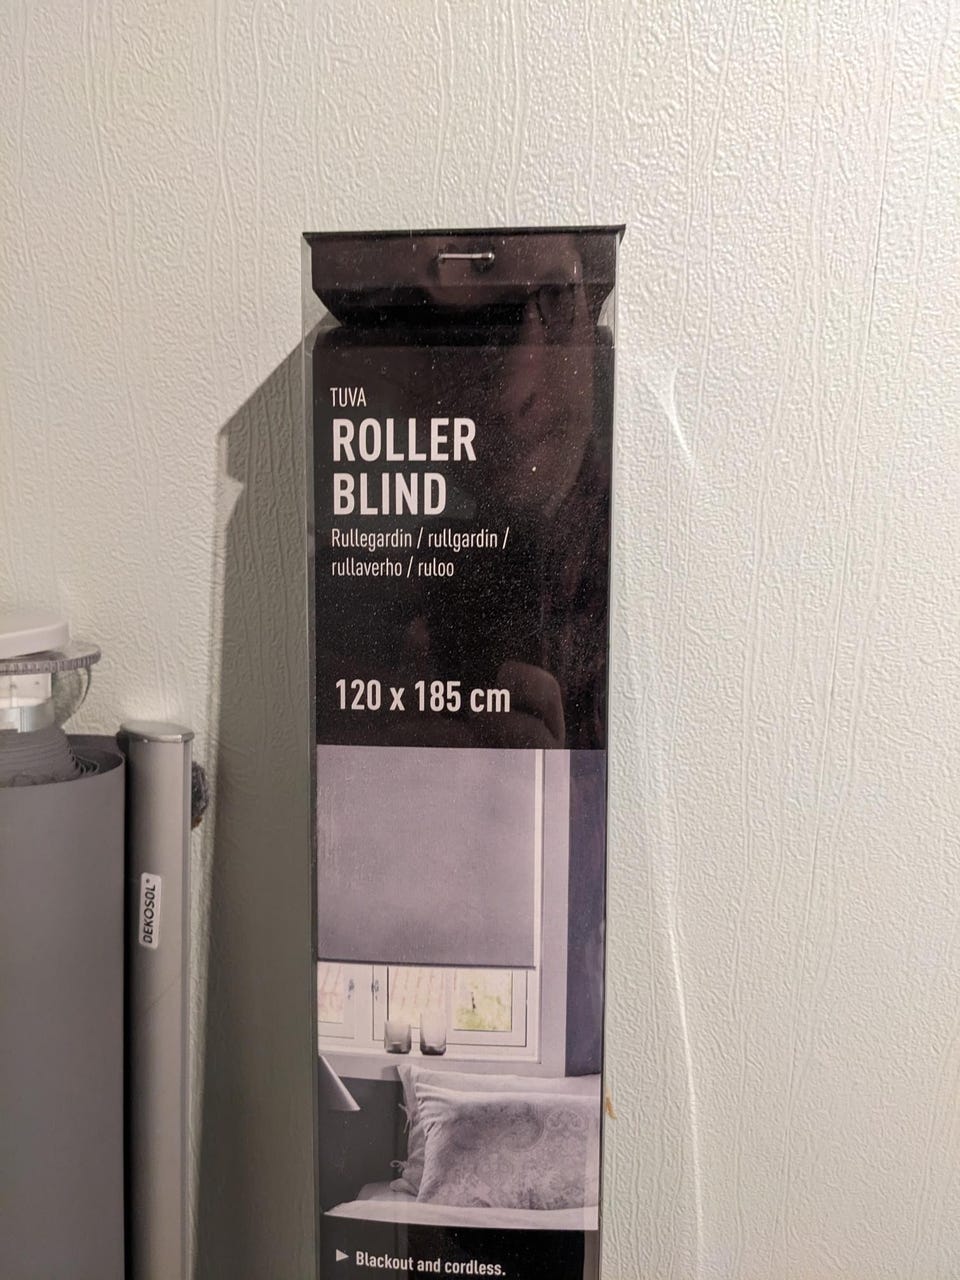 TUVA
ROLLER
BLIND
Rullegardin / rullgardin /
rullaverho / ruloo
120 x 185 cm
DEKOSOL®
▶ Blackout and cordless.